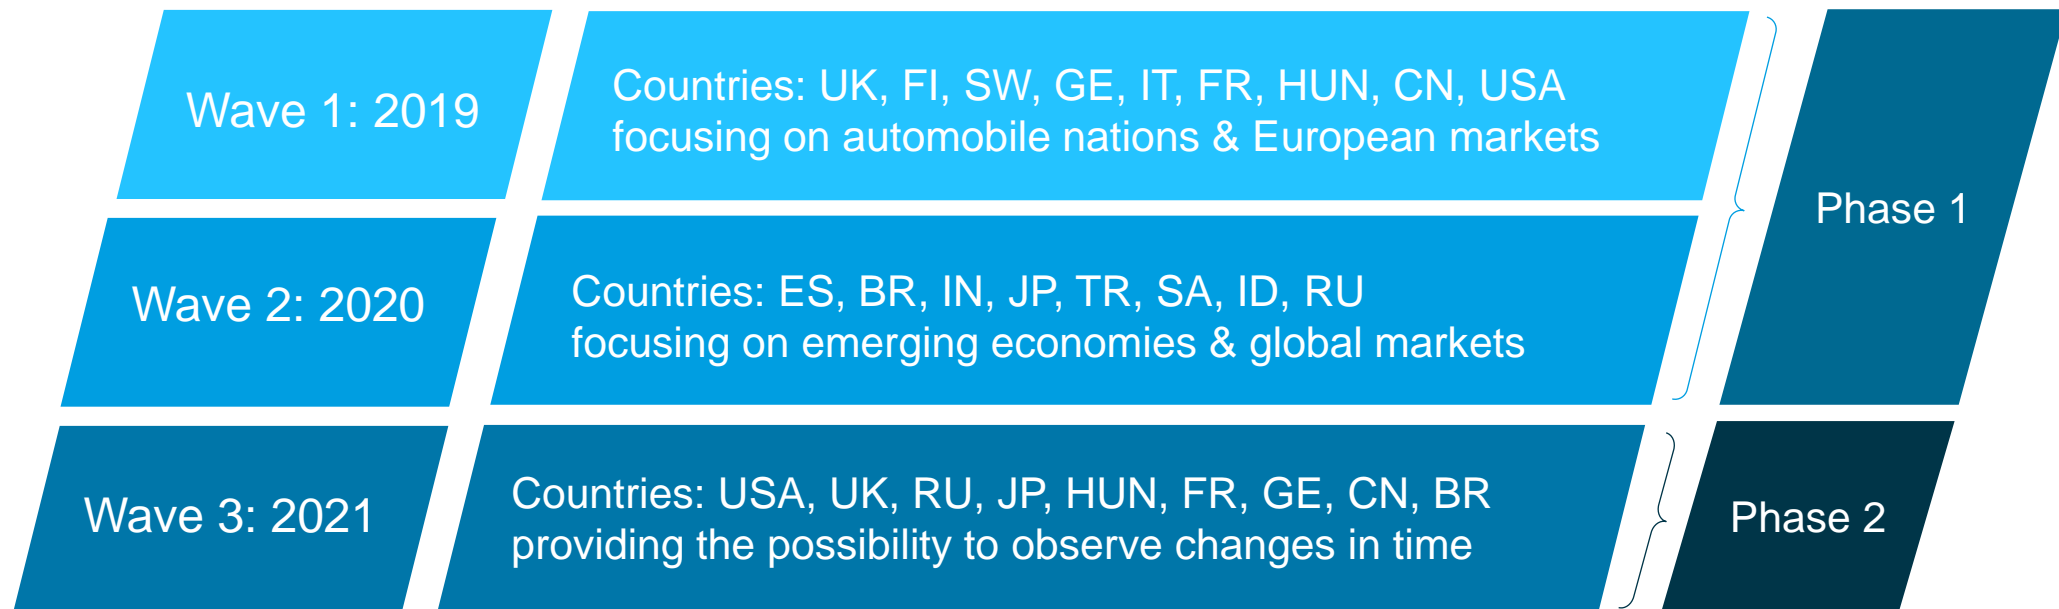 Wave 1: 2019
Countries: UK, FI, SW, GE, IT, FR, HUN, CN, USA
focusing on automobile nations & European markets
Phase 1
Wave 2: 2020
Countries: ES, BR, IN, JP, TR, SA, ID, RU
focusing on emerging economies & global markets
Wave 3: 2021
Countries: USA, UK, RU, JP, HUN, FR, GE, CN, BR
providing the possibility to observe changes in time
Phase 2